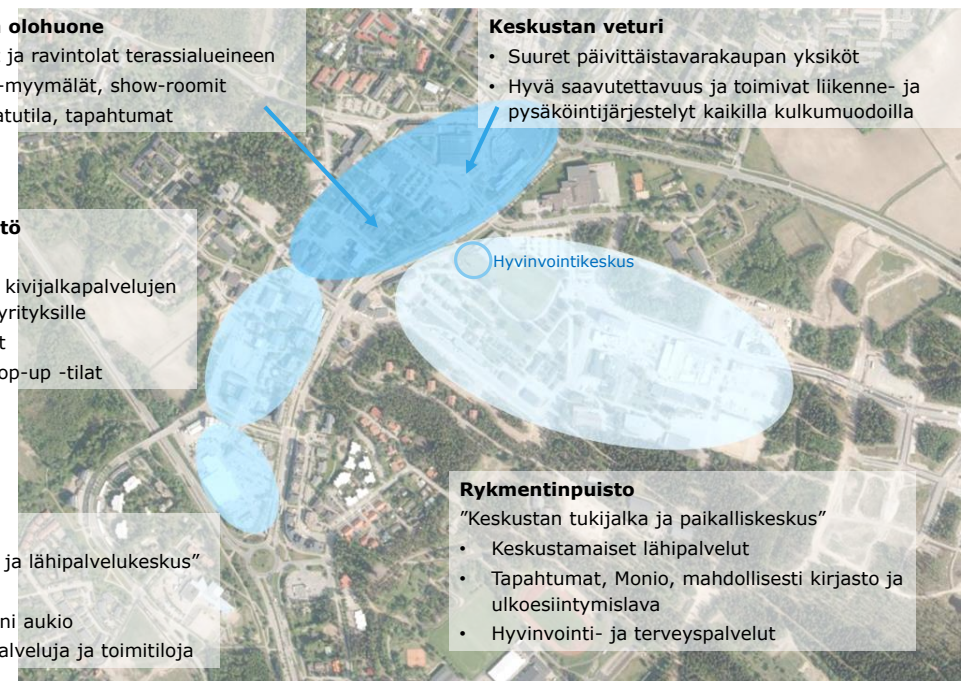 olohuone
ja ravintolat terassialueineen
-myymälät, show-roomit
tapahtumat
Keskustan veturi
• Suuret päivittäistavarakaupan yksiköt
• Hyvä saavutettavuus ja toimivat liikenne- ja
pysäköintijärjestelyt kaikilla kulkumuodoilla
tö
kivijalkapalvelujen
yrityksille
t
op-up -tilat
Hyvinvointikeskus
ja lähipalvelukeskus”
ni aukio
alveluja ja toimitiloja
Rykmentinpuisto
”Keskustan tukijalka ja paikalliskeskus”
• Keskustamaiset lähipalvelut
• Tapahtumat, Monio, mahdollisesti kirjasto ja
ulkoesiintymislava
• Hyvinvointi- ja terveyspalvelut